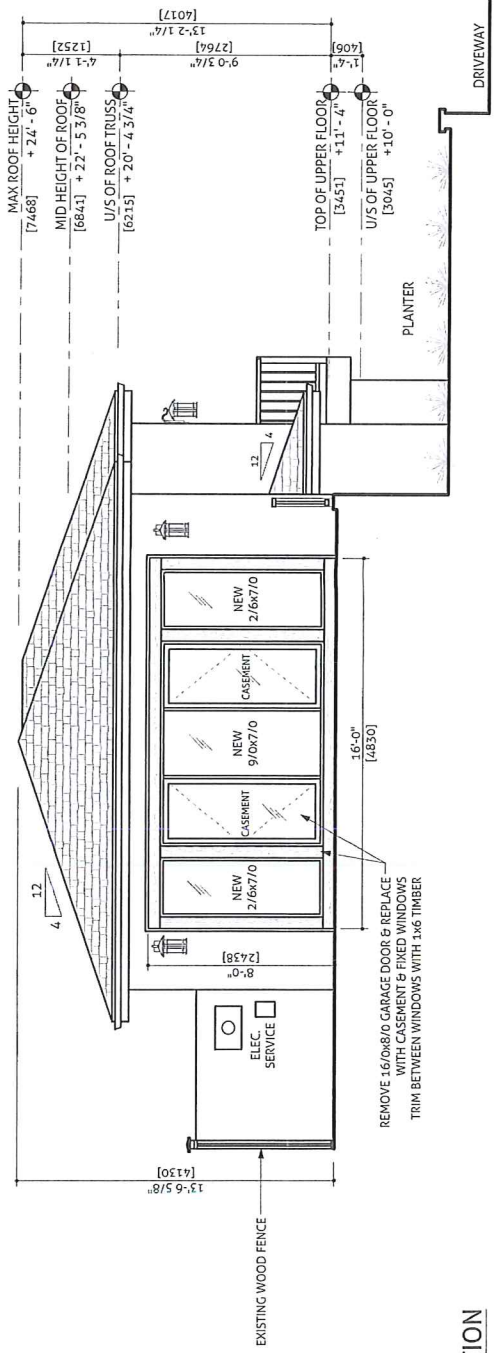 MAX ROOF HEIGHT
[7468] + 24' - 6"
MID HEIGHT OF ROOF
[6841] + 22' - 5 3/8"
U/S OF ROOF TRUSS
[6215] + 20' - 4 3/4"
TOP OF UPPER FLOOR
[3451] +11' - 4"
U/S OF UPPER FLOOR
[3045] +10' - 0"
13'-2 1/4"
[4017]
4'-1 1/4"
[1252]
9'-0 3/4"
[2764]
1'-4"
[406]
DRIVEWAY
PLANTER
12
4
12
4
NEW
2/6x7/0
CASEMENT
NEW
9/0x7/0
CASEMENT
NEW
2/6x7/0
16'-0"
[4830]
8'-0"
[2438]
ELEC.
SERVICE
13'-6 5/8"
[4130]
EXISTING WOOD FENCE
REMOVE 16/0x8/0 GARAGE DOOR & REPLACE
WITH CASEMENT & FIXED WINDOWS
TRIM BETWEEN WINDOWS WITH 1x6 TIMBER
TION